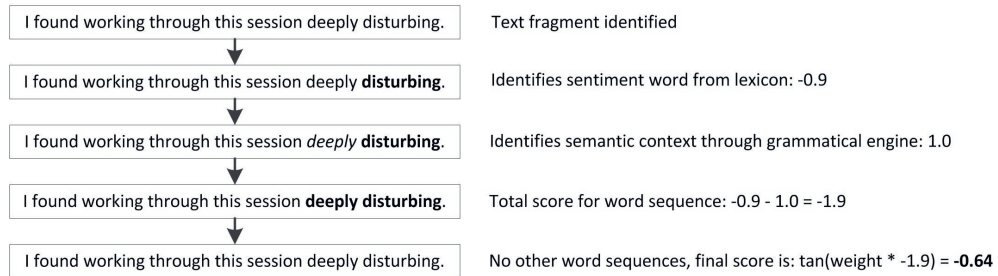 I found working through this session deeply disturbing. Text fragment identified
I found working through this session deeply disturbing. Identifies sentiment word from lexicon: -0.9
I found working through this session deeply disturbing. Identifies semantic context through grammatical engine: 1.0
I found working through this session deeply disturbing. Total score for word sequence: -0.9 - 1.0 = -1.9
I found working through this session deeply disturbing. No other word sequences, final score is: tan(weight * -1.9) = -0.64